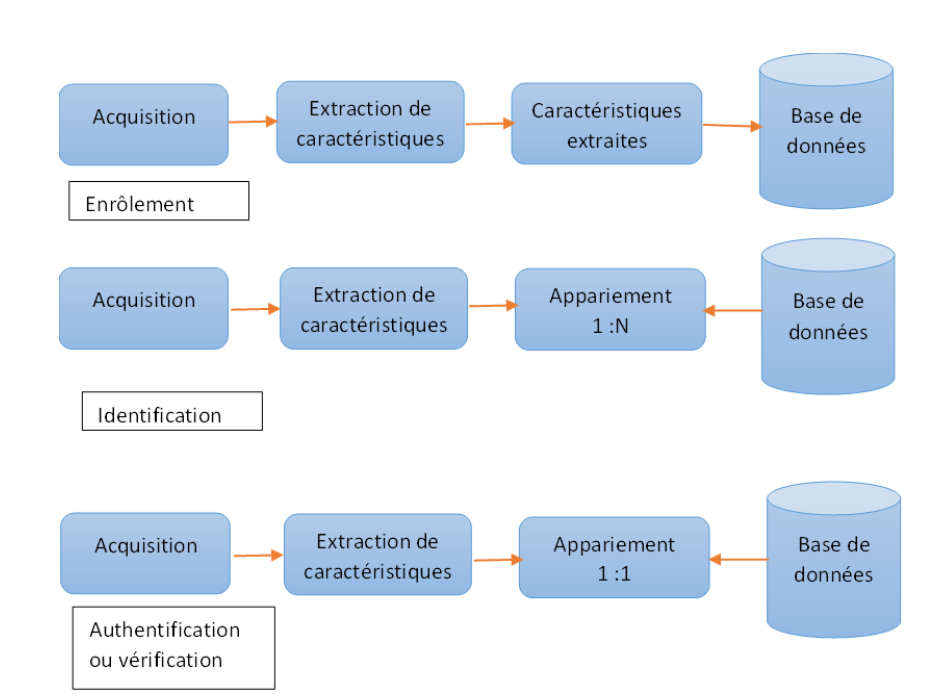 Acquisition
Extraction de
caractéristiques
Caractéristiques
extraites
Base de
données
Enrôlement
Acquisition
Extraction de
caractéristiques
Appariement
1 :N
Base de
données
Identification
Acquisition
Extraction de
caractéristiques
Appariement
1 :1
Base de
données
Authentification
ou vérification